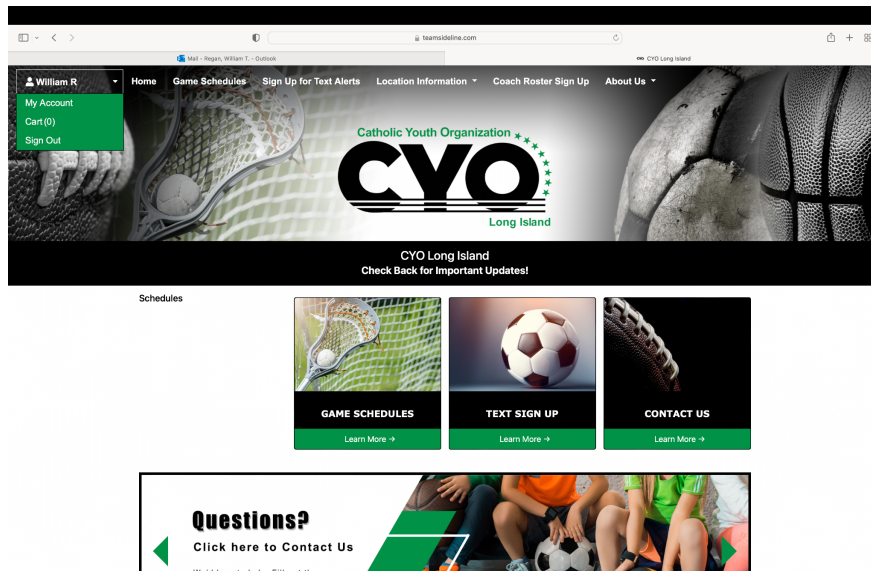 teamsideline.com
Mail - Regan, William T. - Outlook
CYO Long Island
William R
Home
Game Schedules
Sign Up for Text Alerts
Location Information
Coach Roster Sign Up
About Us
My Account
Cart (0)
Sign Out
Catholic Youth Organization
CYO
Long Island
CYO Long Island
Check Back for Important Updates!
Schedules
GAME SCHEDULES
Learn More →
TEXT SIGN UP
Learn More →
CONTACT US
Learn More →
Questions?
Click here to Contact Us